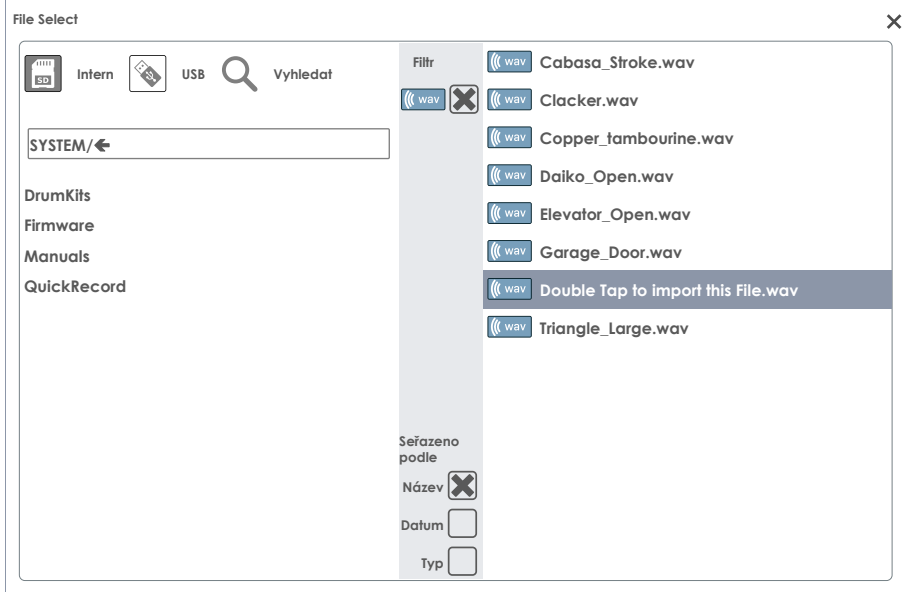 File Select
SD
Intern
USB
Vyhledat
SYSTEM/
DrumKits
Firmware
Manuals
QuickRecord
Filtr
wav
Seřazeno
podle
Název
Datum
Typ
wav Cabasa_Stroke.wav
wav Clacker.wav
wav Copper_tambourine.wav
wav Daiko_Open.wav
wav Elevator_Open.wav
wav Garage_Door.wav
wav Double Tap to import this File.wav
wav Triangle_Large.wav